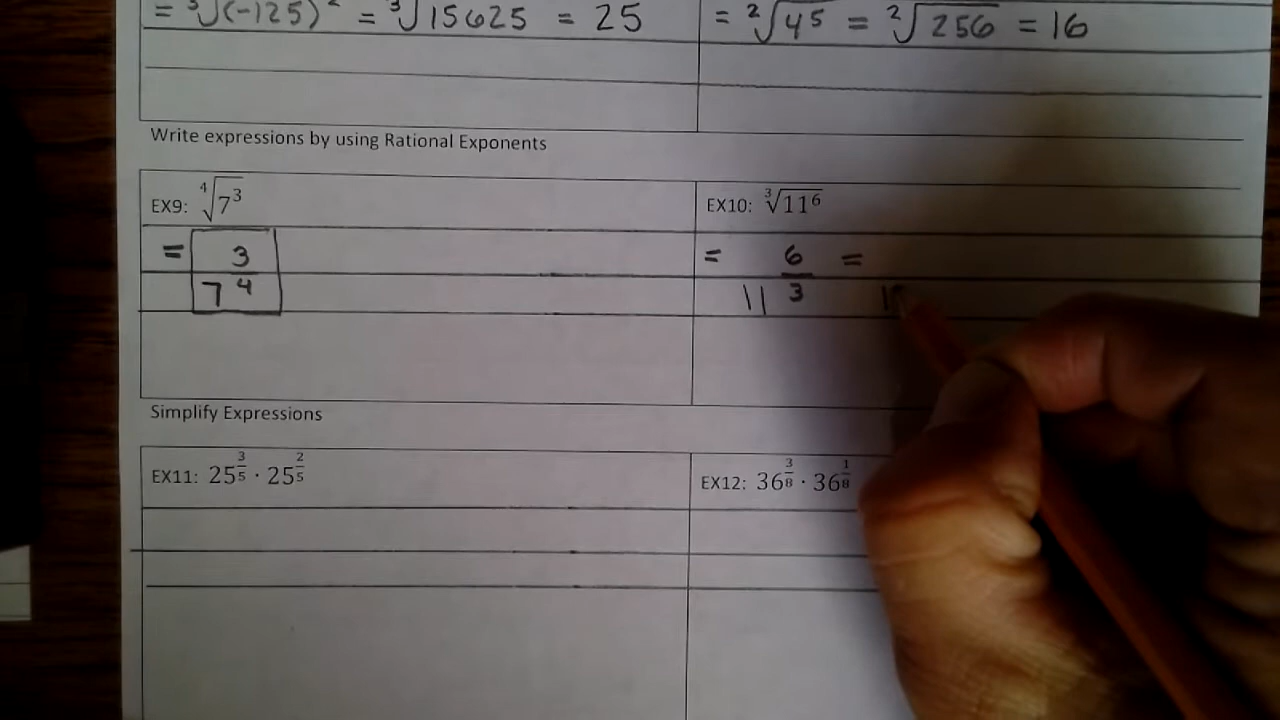 = ∛(-125)² = ∛15625 = 25
= ²√4⁵ = ²√256 = 16
Write expressions by using Rational Exponents
EX9: ⁴√7³
= 7^(3/4)
EX10: ³√11⁶
= 11^(6/3) =
Simplify Expressions
EX11: 25^(3/5) · 25^(2/5)
EX12: 36^(3/8) · 36^(1/8)